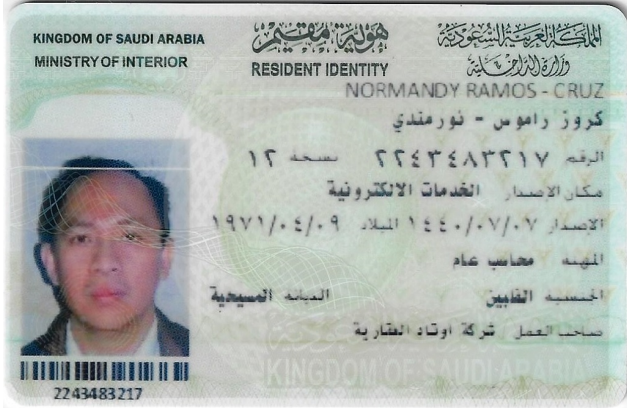 KINGDOM OF SAUDI ARABIA
MINISTRY OF INTERIOR
هوية مقيم
RESIDENT IDENTITY
المملكة العربية السعودية
وزارة الداخلية
NORMANDY RAMOS - CRUZ
كروز راموس - نورمندي
الرقم ٢٢٤٣٤٨٣٢١٧ نسخة ١٢
مكان الاصدار الخدمات الالكترونية
الاصدار ١٤٤٠/٠٧/٠٧ الميلاد ١٩٧١/٠٤/٠٩
المهنه محاسب عام
الجنسيه الفلبين الديانه المسيحية
صاحب العمل شركة اوتاد العقارية
KINGDOM OF SAUDI ARABIA
2243483217